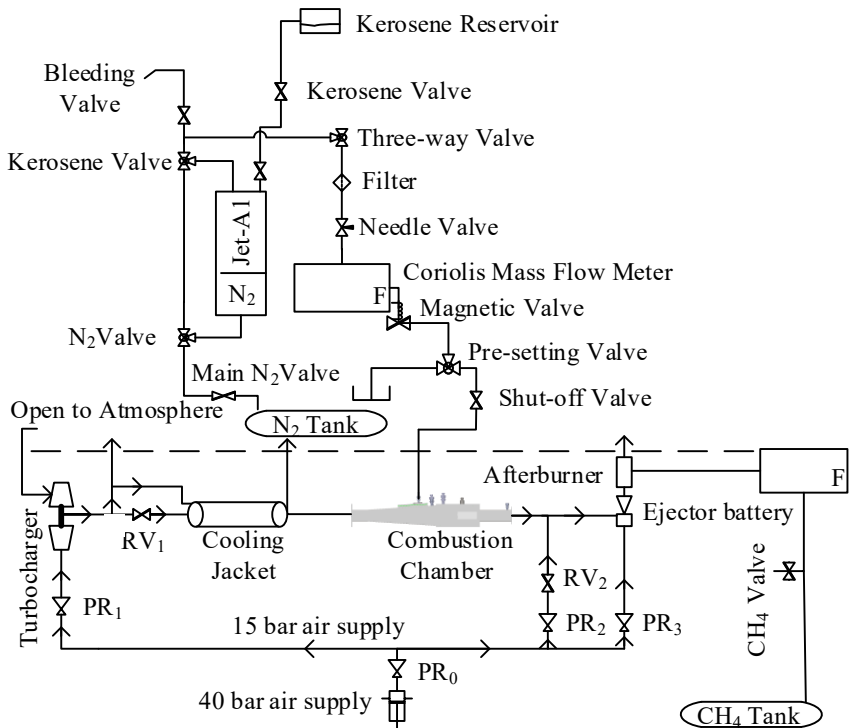 Kerosene Reservoir
Bleeding
Valve
Kerosene Valve
Three-way Valve
Kerosene Valve
Filter
Jet-A1
Needle Valve
N₂
Coriolis Mass Flow Meter
F
Magnetic Valve
N₂Valve
Pre-setting Valve
Main N₂Valve
Shut-off Valve
Open to Atmosphere
N₂ Tank
Afterburner
F
Ejector battery
RV₁
Cooling
Jacket
Combustion
Chamber
RV₂
Turbocharger
CH₄ Valve
PR₁
15 bar air supply
PR₂
PR₃
PR₀
40 bar air supply
CH₄ Tank